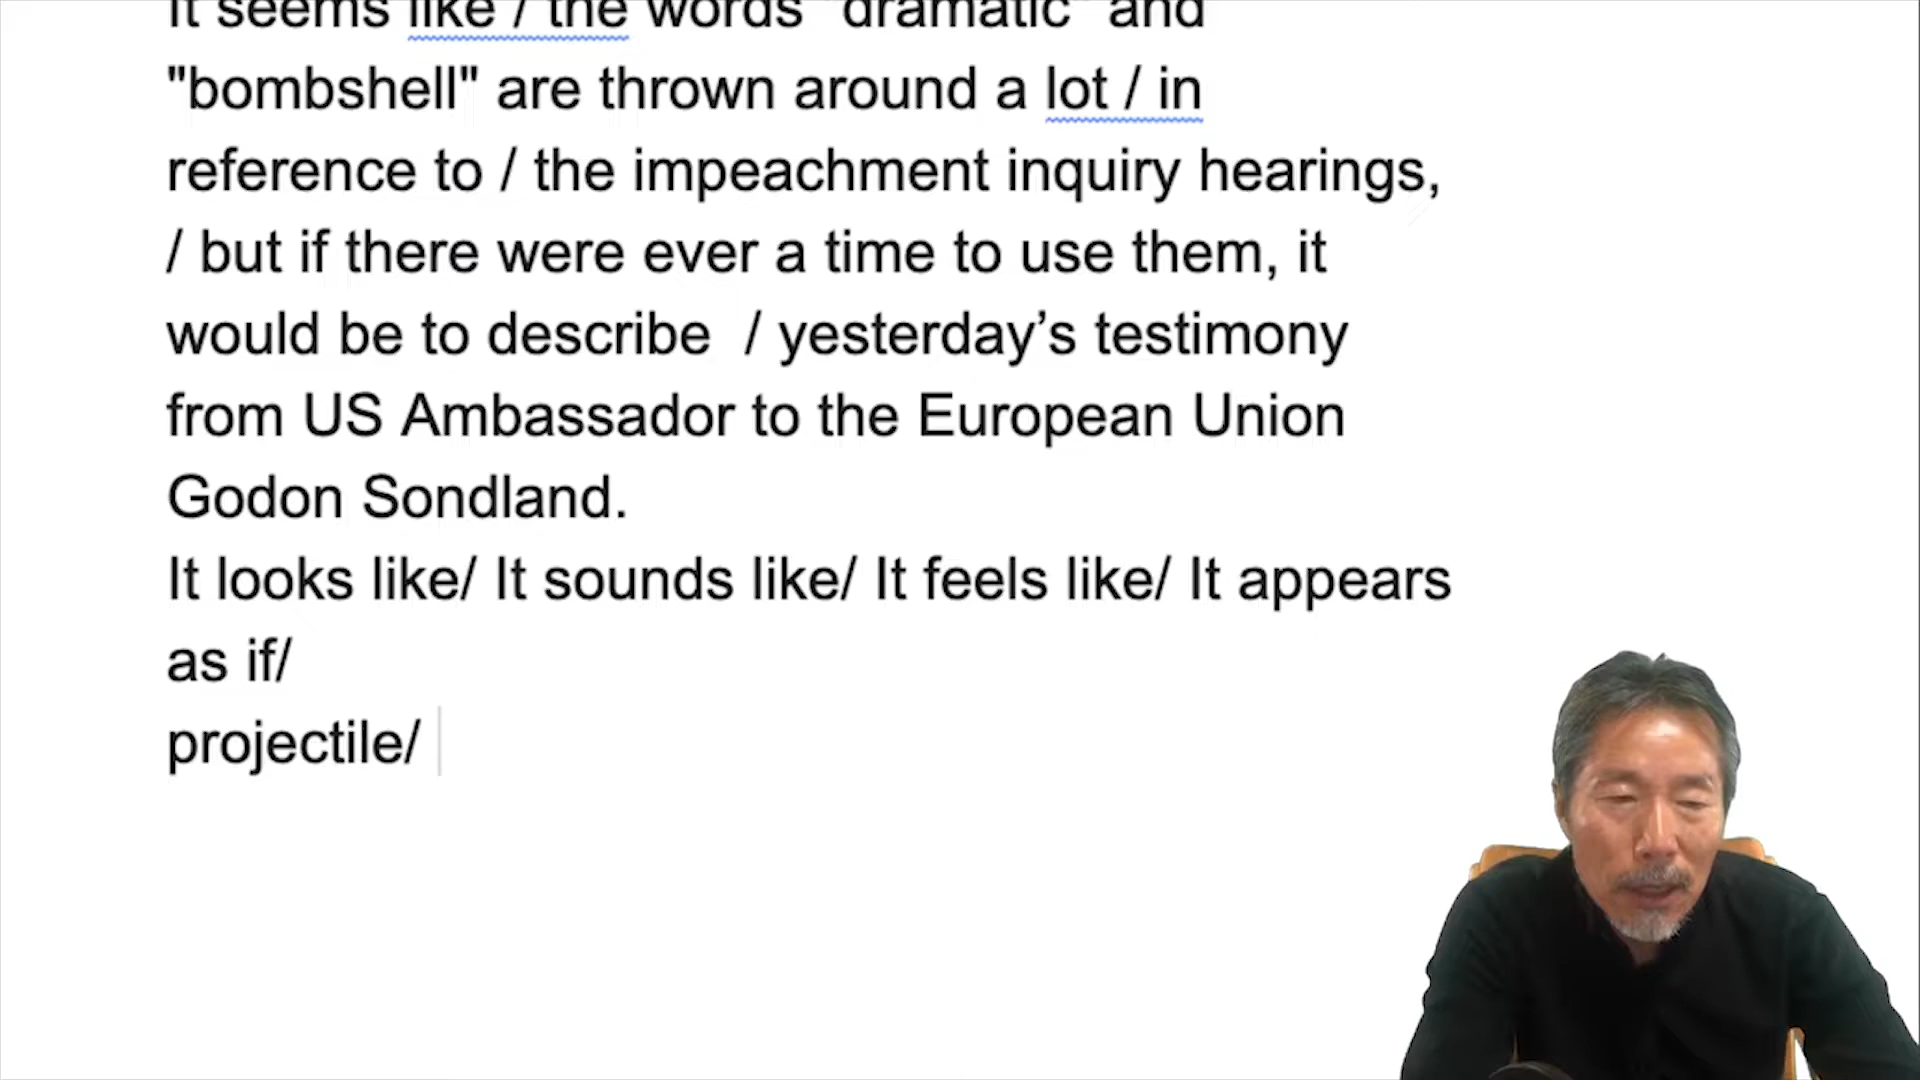 It seems like / the words "dramatic" and
"bombshell" are thrown around a lot / in
reference to / the impeachment inquiry hearings,
/ but if there were ever a time to use them, it
would be to describe  / yesterday’s testimony
from US Ambassador to the European Union
Godon Sondland.
It looks like/ It sounds like/ It feels like/ It appears
as if/
projectile/